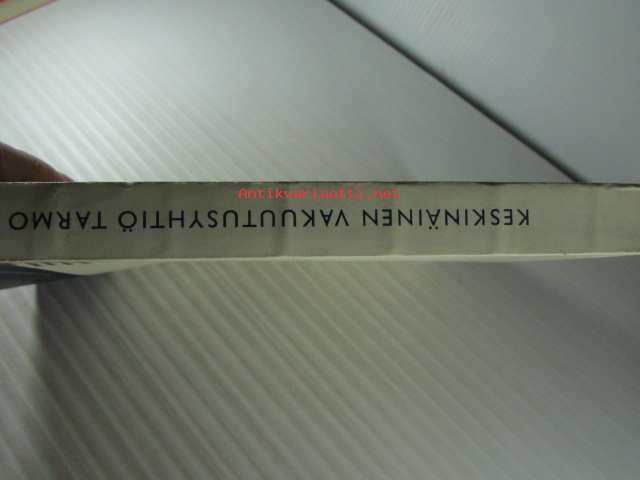 Antikvariaatti.net
KESKINÄINEN VAKUUTUSYHTIÖ TARMO